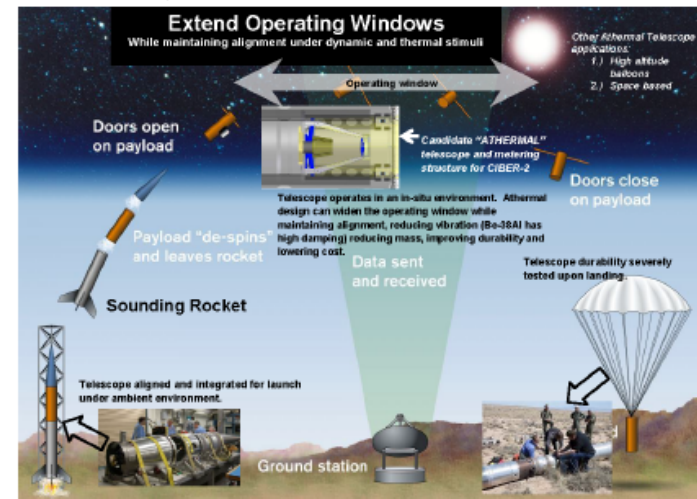 Extend Operating Windows
While maintaining alignment under dynamic and thermal stimuli
Other Athermal Telescope
applications:
1.) High altitude
balloons
2.) Space based
Operating window
Doors open
on payload
Candidate "ATHERMAL"
telescope and metering
structure for CIBER-2
Doors close
on payload
Telescope operates in an in-situ environment. Athermal
design can widen the operating window while
maintaining alignment, reducing vibration (Be-38Al has
high damping) reducing mass, improving durability and
lowering cost.
Payload "de-spins"
and leaves rocket
Data sent
and received
Telescope durability severely
tested upon landing.
Sounding Rocket
Telescope aligned and integrated for launch
under ambient environment.
Ground station